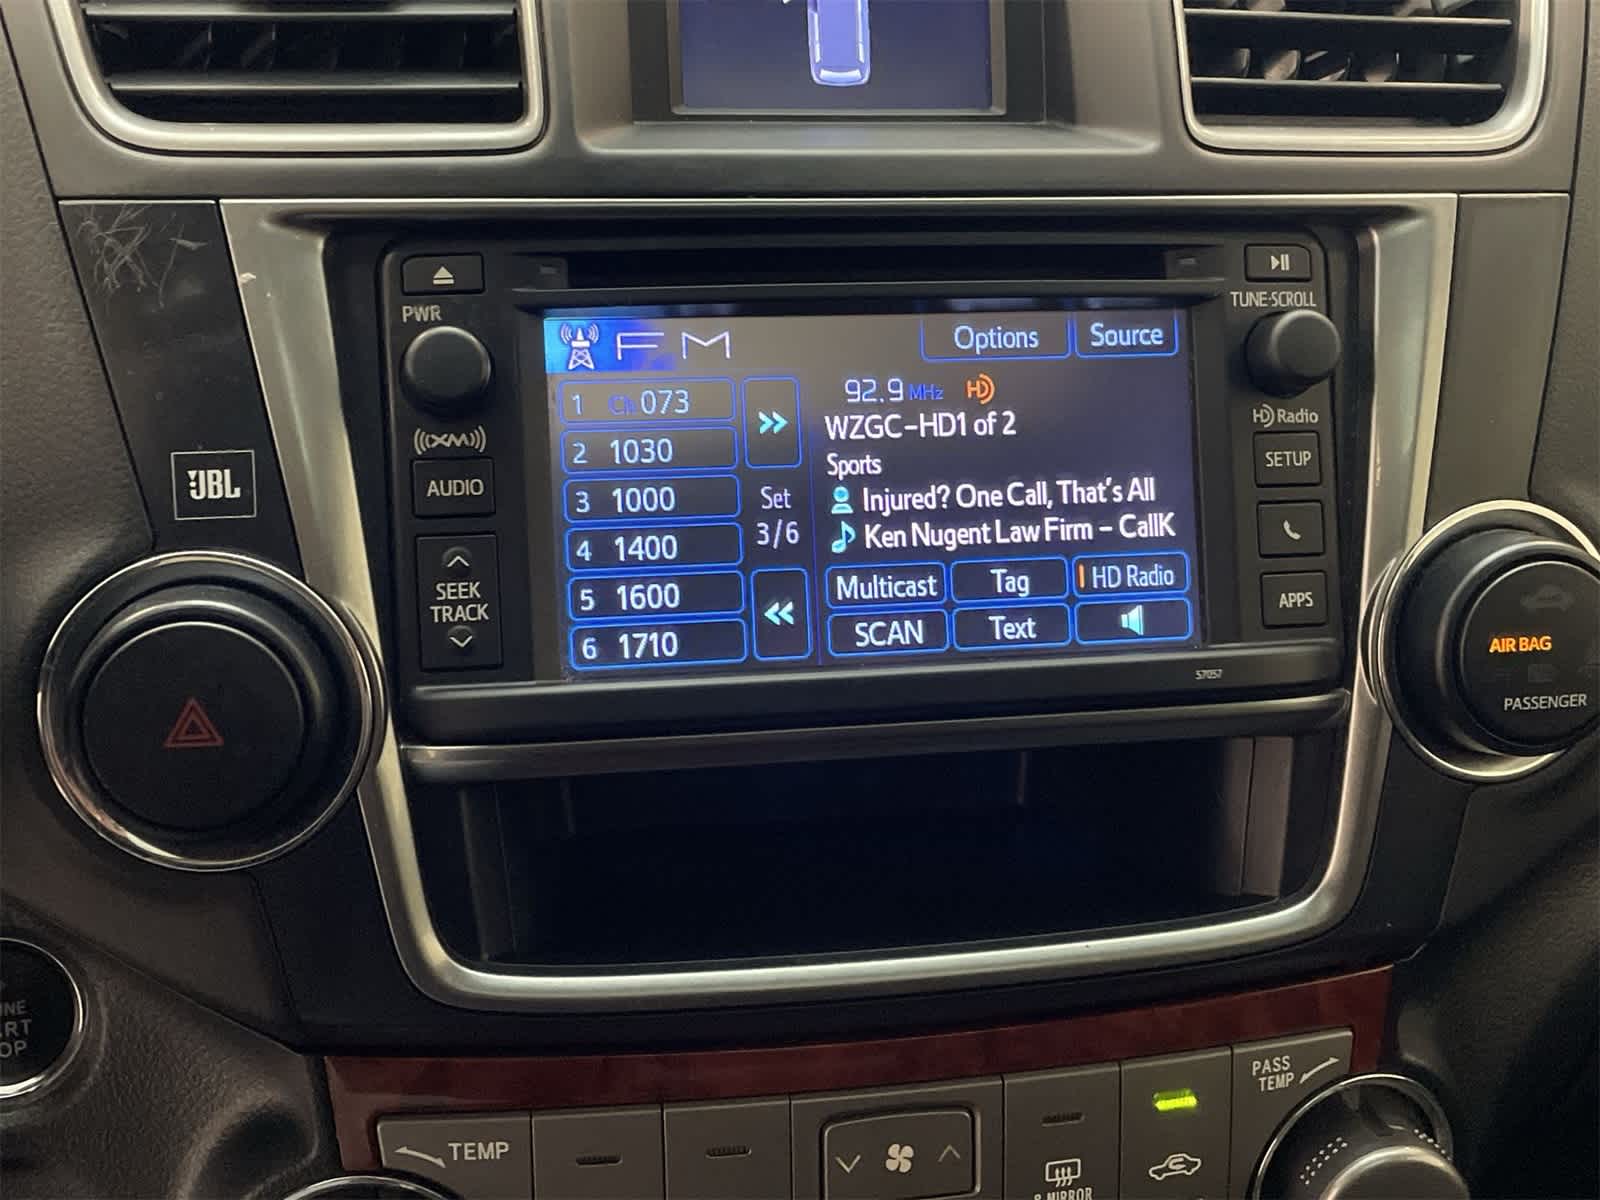 PWR
TUNE·SCROLL
FM
Options
Source
1 Ch 073
2 1030
3 1000
4 1400
5 1600
6 1710
Set
3/6
92.9 MHz HD
WZGC-HD1 of 2
Sports
Injured? One Call, That's All
Ken Nugent Law Firm - CallK
Multicast
Tag
HD Radio
SCAN
Text
((XM))
AUDIO
SEEK
TRACK
HD Radio
SETUP
APPS
57057
JBL
AIR BAG
PASSENGER
TEMP
PASS
TEMP